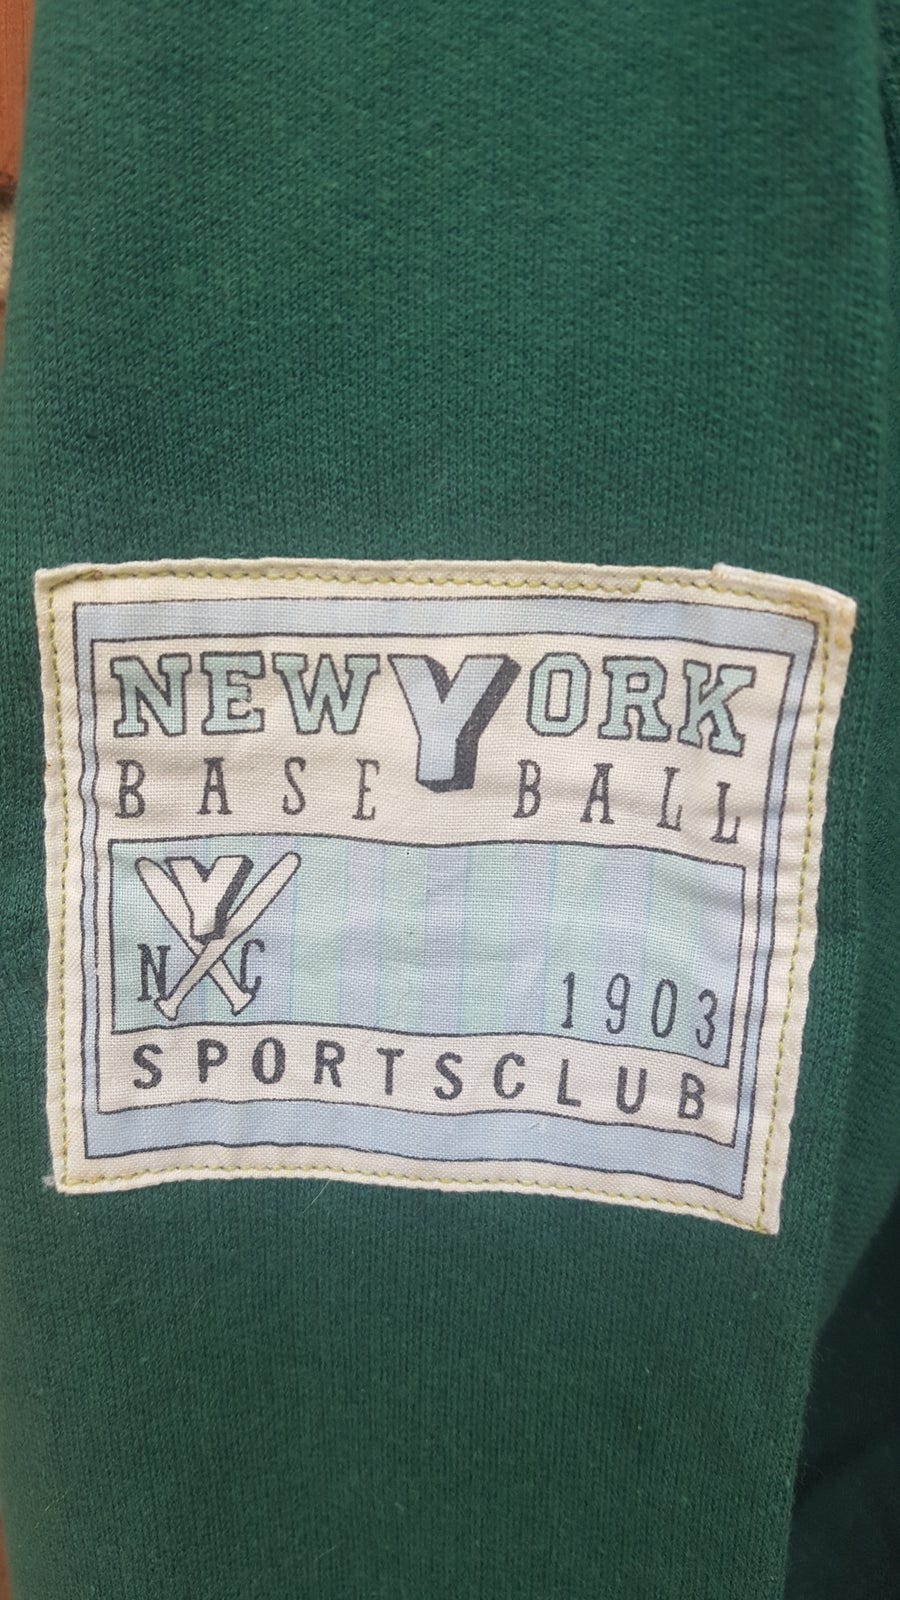 NEW YORK
BASE BALL
NYC
1903
SPORTSCLUB